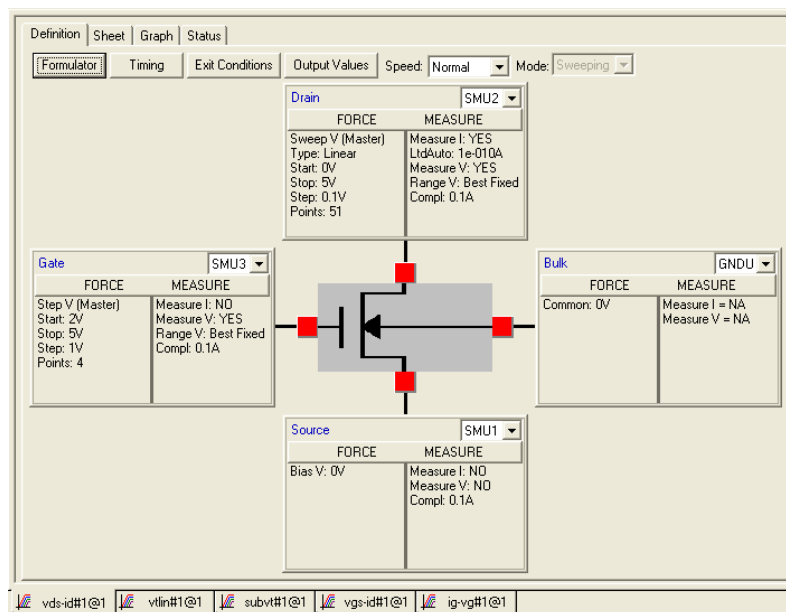 Definition Sheet Graph Status
Formulator Timing Exit Conditions Output Values Speed: Normal Mode: Sweeping
Drain SMU2
FORCE MEASURE
Sweep V (Master) Measure I: YES
Type: Linear LtdAuto: 1e-010A
Start: 0V Measure V: YES
Stop: 5V Range V: Best Fixed
Step: 0.1V Compl: 0.1A
Points: 51
Gate SMU3
FORCE MEASURE
Step V (Master) Measure I: NO
Start: 2V Measure V: YES
Stop: 5V Range V: Best Fixed
Step: 1V Compl: 0.1A
Points: 4
Bulk GNDU
FORCE MEASURE
Common: 0V Measure I = NA
Measure V = NA
Source SMU1
FORCE MEASURE
Bias V: 0V Measure I: NO
Measure V: NO
Compl: 0.1A
vds-id#1@1 vtlin#1@1 subvt#1@1 vgs-id#1@1 ig-vg#1@1